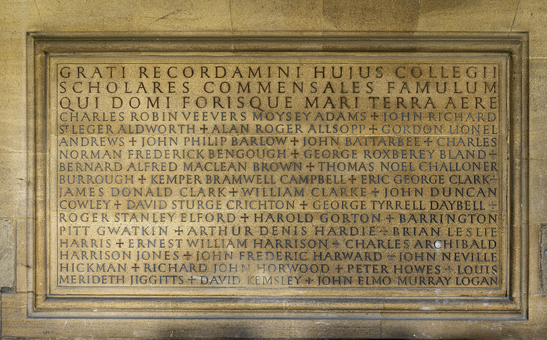 GRATI RECORDAMINI HUJUS COLLEGII
SCHOLARES COMMENSALES FAMULUM
QUI DOMI FORISQUE MARI TERRA AERE
CHARLES ROBIN VEEVERS MOYSEY ADAMS + JOHN RICHARD
ST LEGER ALDWORTH + ALAN ROGER ALLSOPP + GORDON LIONEL
ANDREWS + JOHN PHILIP BARLOW + JOHN BATTARBEE + CHARLES
NORMAN FREDERICK BENGOUGH + GEORGE ROXBEREY BLAND +
BERNARD ALFRED MACLEAN BROWN + THOMAS NOEL CHALLONER
BURROUGH + KEMPER BRAMWELL CAMPBELL + ERIC GEORGE CLARK +
JAMES DONALD CLARK + WILLIAM CLARKE + JOHN DUNCAN
COWLEY + DAVID STURGE CRICHTON + GEORGE TYRRELL DAYBELL +
ROGER STANLEY ELFORD + HAROLD GORTON + BARRINGTON
PITT GWATKIN + ARTHUR DENIS HARDIE + BRIAN LESLIE
HARRIS + ERNEST WILLIAM HARRISON + CHARLES ARCHIBALD
HARRISON JONES + JOHN FREDERIC HARWARD + JOHN NEVILLE
HICKMAN + RICHARD JOHN HORWOOD + PETER HOWES + LOUIS
MERIDETH JIGGITTS + DAVID KEMSLEY + JOHN ELMO MURRAY LOGAN